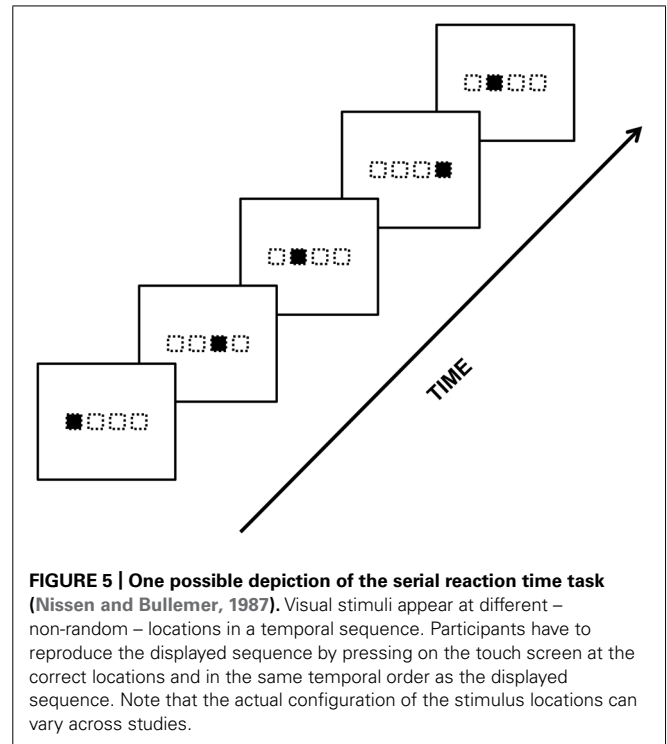 TIME
FIGURE 5 | One possible depiction of the serial reaction time task
(Nissen and Bullemer, 1987). Visual stimuli appear at different –
non-random – locations in a temporal sequence. Participants have to
reproduce the displayed sequence by pressing on the touch screen at the
correct locations and in the same temporal order as the displayed
sequence. Note that the actual configuration of the stimulus locations can
vary across studies.